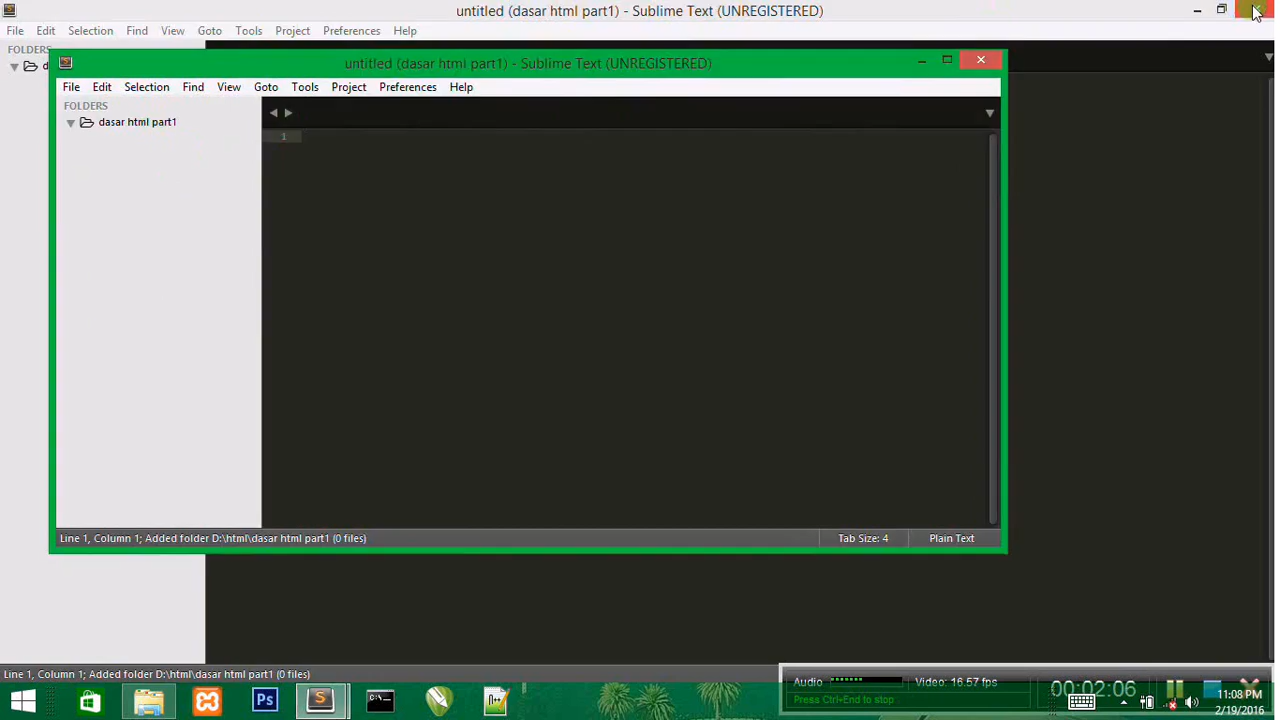 untitled (dasar html part1) - Sublime Text (UNREGISTERED)
File Edit Selection Find View Goto Tools Project Preferences Help
FOLDERS
d
untitled (dasar html part1) - Sublime Text (UNREGISTERED)
File Edit Selection Find View Goto Tools Project Preferences Help
FOLDERS
dasar html part1
1
Line 1, Column 1; Added folder D:\html\dasar html part1 (0 files) Tab Size: 4 Plain Text
Line 1, Column 1; Added folder D:\html\dasar html part1 (0 files)
Audio Video: 16.57 fps
Press Ctrl+End to stop
00:02:06
11:08 PM
2/19/2016
Ps